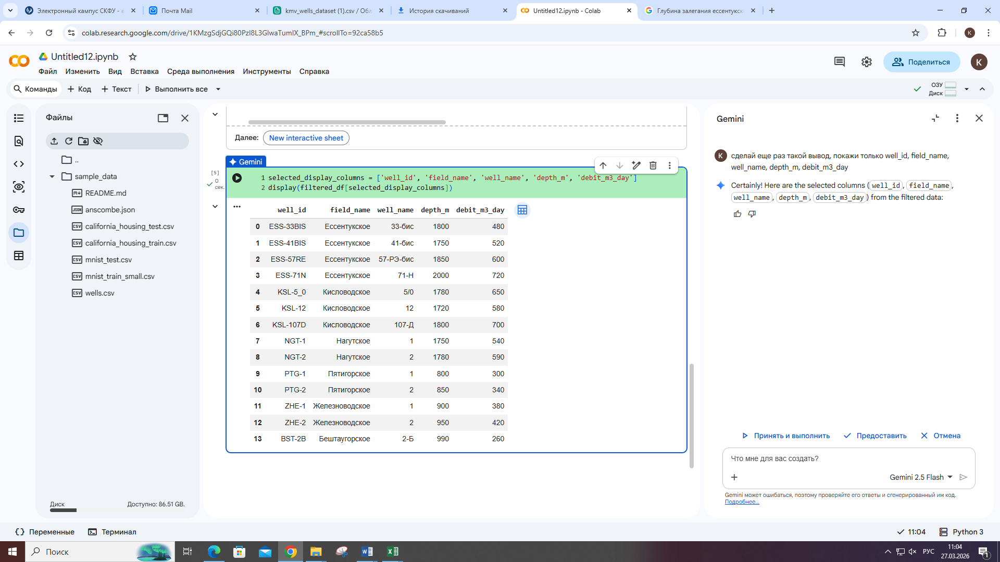 Электронный кампус СКФУ - е
Почта Mail
kmv_wells_dataset (1).csv / Обл
История скачиваний
Untitled12.ipynb - Colab
Глубина залегания ессентукск
colab.research.google.com/drive/1KMzgSdjGQi80PzI8L3GlwaTumIX_BPm_#scrollTo=92ca58b5
K
Untitled12.ipynb
Файл Изменить Вид Вставка Среда выполнения Инструменты Справка
Поделиться
K
Команды + Код + Текст Выполнить все
ОЗУ
Диск
Файлы
..
sample_data
README.md
anscombe.json
california_housing_test.csv
california_housing_train.csv
mnist_test.csv
mnist_train_small.csv
wells.csv
Диск Доступно: 86.51 GB.
Далее: New interactive sheet
Gemini
[5]
0
сек.
1 selected_display_columns = ['well_id', 'field_name', 'well_name', 'depth_m', 'debit_m3_day']
2 display(filtered_df[selected_display_columns])
well_id field_name well_name depth_m debit_m3_day
0 ESS-33BIS Ессентукское 33-бис 1800 480
1 ESS-41BIS Ессентукское 41-бис 1750 520
2 ESS-57RE Ессентукское 57-РЭ-бис 1850 600
3 ESS-71N Ессентукское 71-Н 2000 720
4 KSL-5_0 Кисловодское 5/0 1780 650
5 KSL-12 Кисловодское 12 1720 580
6 KSL-107D Кисловодское 107-Д 1800 700
7 NGT-1 Нагутское 1 1750 540
8 NGT-2 Нагутское 2 1780 590
9 PTG-1 Пятигорское 1 800 300
10 PTG-2 Пятигорское 2 850 340
11 ZHE-1 Железноводское 1 900 380
12 ZHE-2 Железноводское 2 950 420
13 BST-2B Бештаугорское 2-Б 990 260
Gemini
K
сделай еще раз такой вывод, покажи только well_id, field_name,
well_name, depth_m, debit_m3_day
Certainly! Here are the selected columns (well_id, field_name,
well_name, depth_m, debit_m3_day) from the filtered data:
Принять и выполнить Предоставить Отмена
Что мне для вас создать?
Gemini 2.5 Flash
Gemini может ошибаться, поэтому проверяйте его ответы и сгенерированный им код.
Подробнее…
Переменные Терминал
11:04 Python 3
Поиск
РУС
11:04
27.03.2026
1